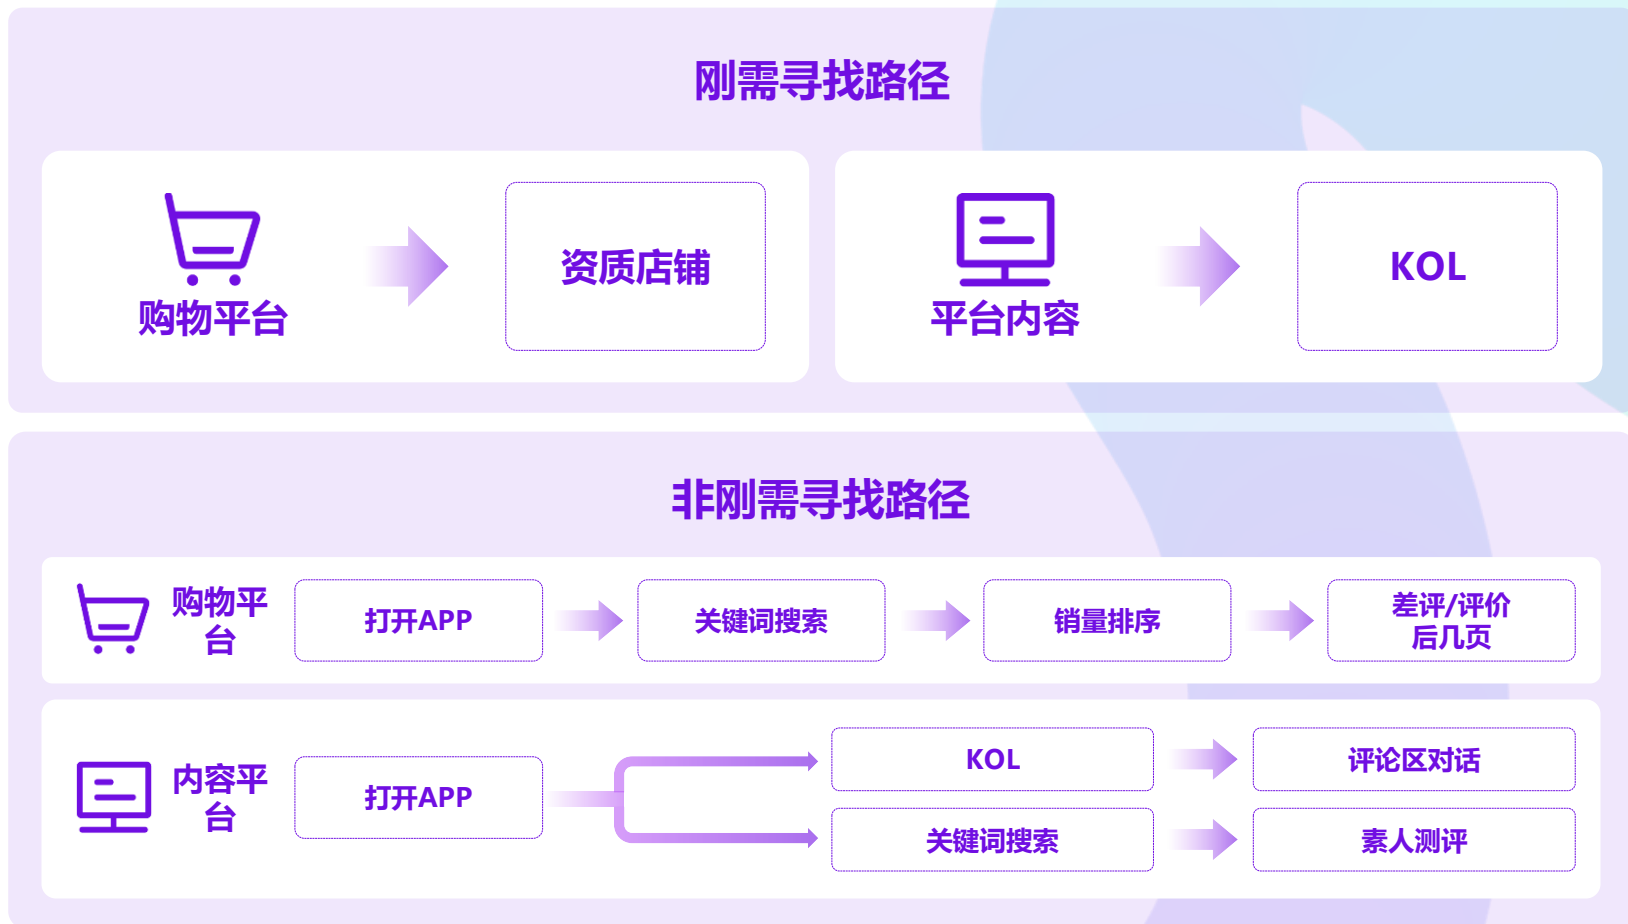 刚需寻找路径
购物平台
资质店铺
平台内容
KOL
非刚需寻找路径
购物平
台
打开APP
关键词搜索
销量排序
差评/评价
后几页
内容平
台
打开APP
KOL
评论区对话
关键词搜索
素人测评